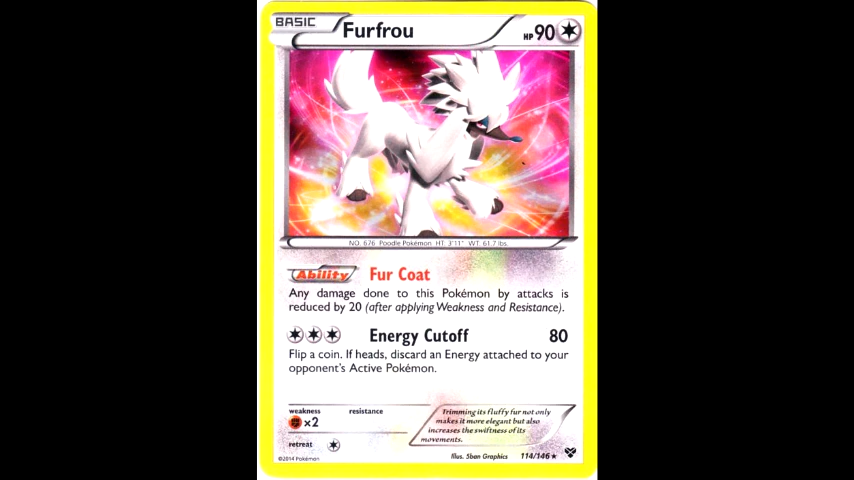 BASIC
Furfrou
HP 90
NO. 676 Poodle Pokémon HT: 3'11" WT: 61.7 lbs.
Ability Fur Coat
Any damage done to this Pokémon by attacks is
reduced by 20 (after applying Weakness and Resistance).
Energy Cutoff 80
Flip a coin. If heads, discard an Energy attached to your
opponent's Active Pokémon.
weakness resistance
×2
Trimming its fluffy fur not only
makes it more elegant but also
increases the swiftness of its
movements.
retreat
Illus. 5ban Graphics 114/146
©2014 Pokémon